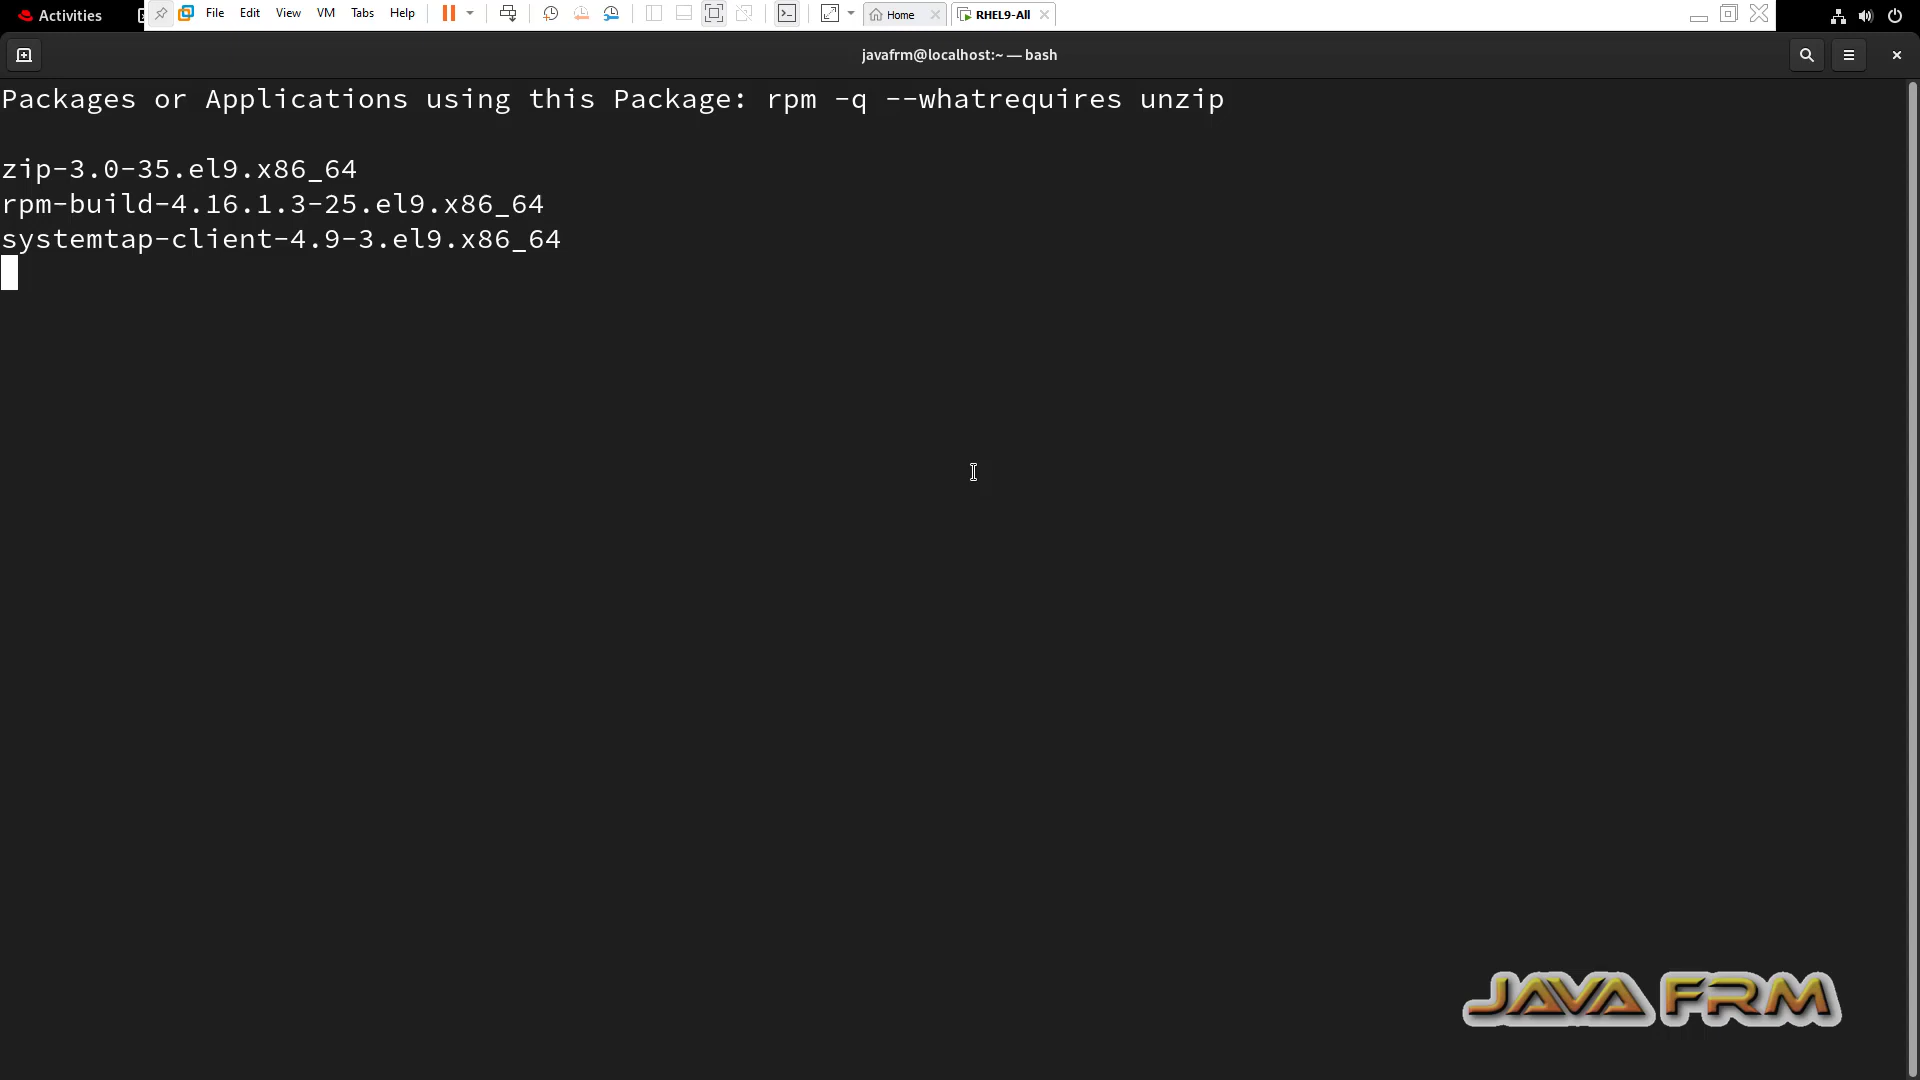 Activities
File Edit View VM Tabs Help
Home
RHEL9-All
javafrm@localhost:~ — bash
Packages or Applications using this Package: rpm -q --whatrequires unzip
zip-3.0-35.el9.x86_64
rpm-build-4.16.1.3-25.el9.x86_64
systemtap-client-4.9-3.el9.x86_64
JAVA FRM